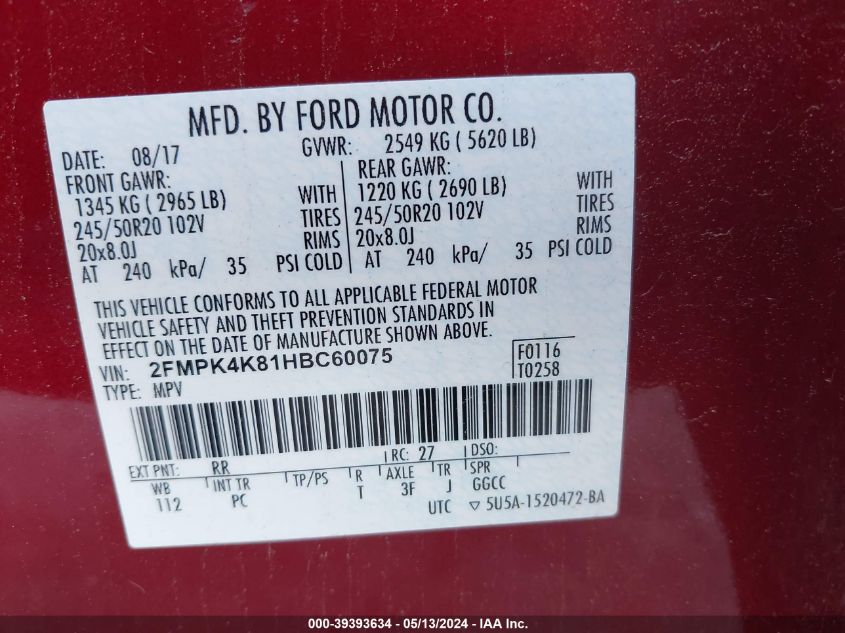 MFD. BY FORD MOTOR CO.
DATE: 08/17 GVWR: 2549 KG ( 5620 LB)
FRONT GAWR: REAR GAWR:
1345 KG ( 2965 LB) WITH 1220 KG ( 2690 LB) WITH
245/50R20 102V TIRES 245/50R20 102V TIRES
20x8.0J RIMS 20x8.0J RIMS
AT 240 kPa/ 35 PSI COLD AT 240 kPa/ 35 PSI COLD
THIS VEHICLE CONFORMS TO ALL APPLICABLE FEDERAL MOTOR
VEHICLE SAFETY AND THEFT PREVENTION STANDARDS IN
EFFECT ON THE DATE OF MANUFACTURE SHOWN ABOVE.
VIN: 2FMPK4K81HBC60075 F0116
TYPE: MPV T0258
EXT PNT: RR RC: 27 DSO:
WB INT TR TP/PS R AXLE TR SPR
112 PC T 3F J GGCC
UTC ▽ 5U5A-1520472-BA
000-39393634 / 05/13/2024 - IAA Inc.